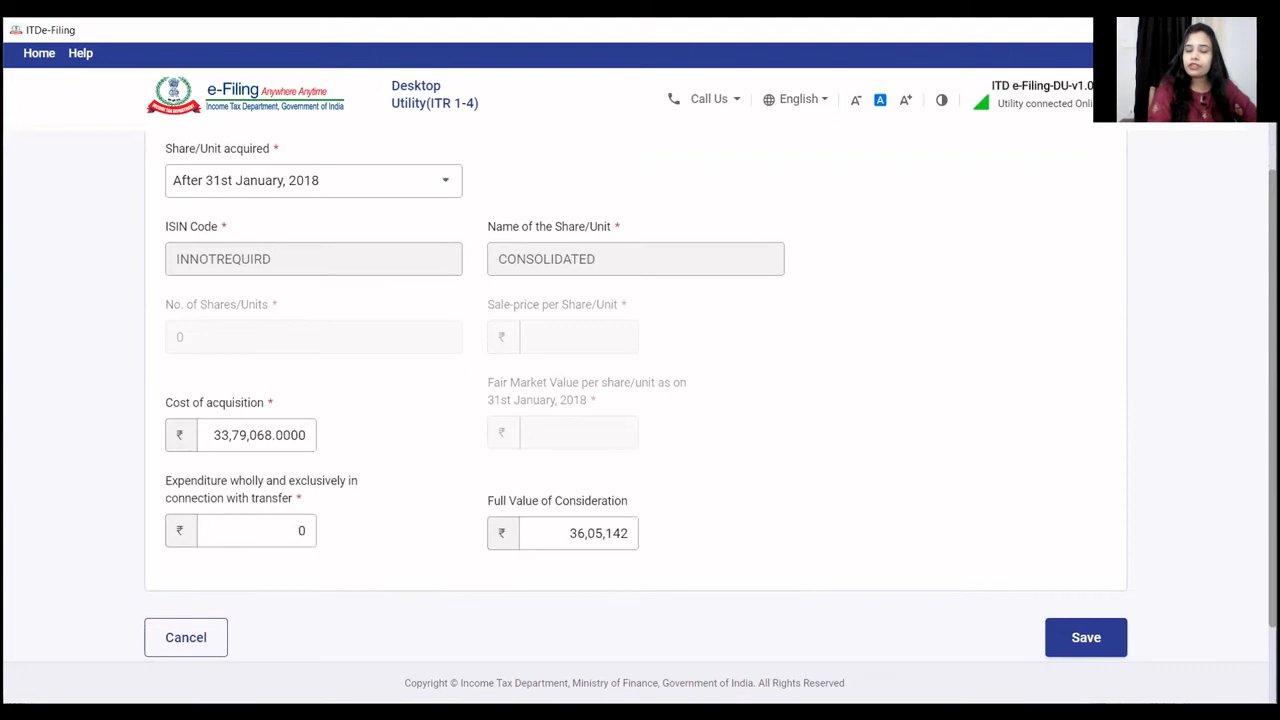 ITDe-Filing
Home Help
e-Filing Anywhere Anytime
Income Tax Department, Government of India
Desktop
Utility(ITR 1-4)
Call Us
English
A- A A+
ITD e-Filing-DU-v1.0
Utility connected Onli
Share/Unit acquired *
After 31st January, 2018
ISIN Code * Name of the Share/Unit *
INNOTREQUIRD CONSOLIDATED
No. of Shares/Units * Sale-price per Share/Unit *
0 ₹
Fair Market Value per share/unit as on
31st January, 2018 *
Cost of acquisition *
₹ 33,79,068.0000 ₹
Expenditure wholly and exclusively in
connection with transfer *
Full Value of Consideration
₹ 0 ₹ 36,05,142
Cancel Save
Copyright © Income Tax Department, Ministry of Finance, Government of India. All Rights Reserved